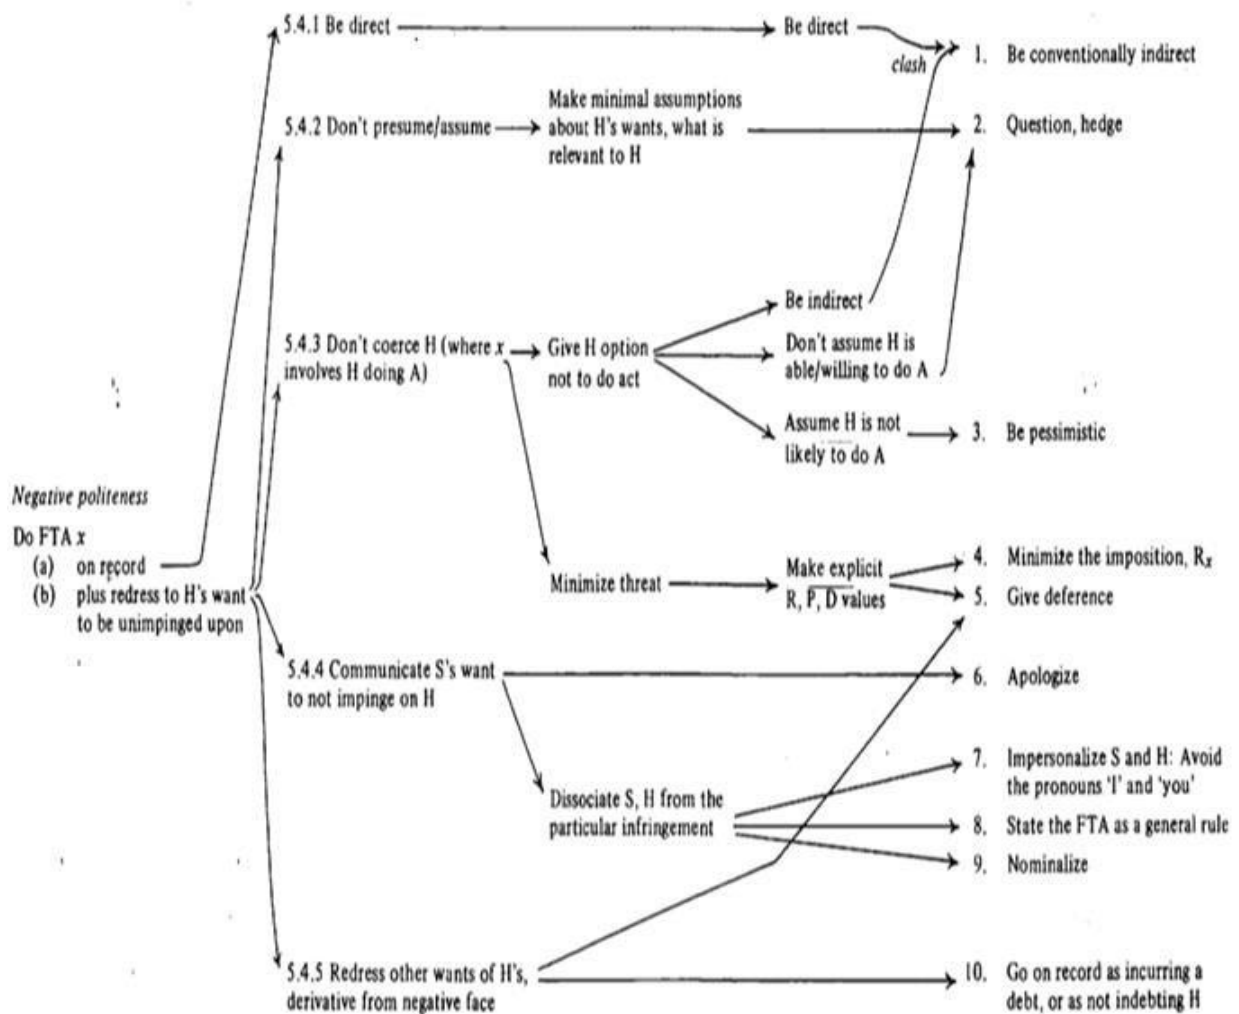 5.4.1 Be direct
Be direct
clash
1. Be conventionally indirect
5.4.2 Don't presume/assume
Make minimal assumptions
about H's wants, what is
relevant to H
2. Question, hedge
5.4.3 Don't coerce H (where x
involves H doing A)
Give H option
not to do act
Be indirect
Don't assume H is
able/willing to do A
Assume H is not
likely to do A
3. Be pessimistic
Negative politeness
Do FTA x
(a) on record
(b) plus redress to H's want
to be unimpinged upon
Minimize threat
Make explicit
R, P, D values
4. Minimize the imposition, Rx
5. Give deference
5.4.4 Communicate S's want
to not impinge on H
6. Apologize
Dissociate S, H from the
particular infringement
7. Impersonalize S and H: Avoid
the pronouns 'I' and 'you'
8. State the FTA as a general rule
9. Nominalize
5.4.5 Redress other wants of H's,
derivative from negative face
10. Go on record as incurring a
debt, or as not indebting H